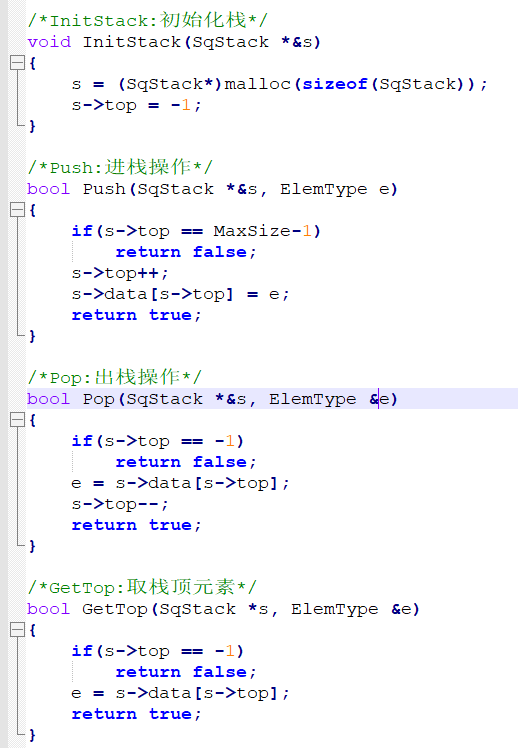 /*InitStack:初始化栈*/
void InitStack(SqStack *&s)
{
    s = (SqStack*)malloc(sizeof(SqStack));
    s->top = -1;
}

/*Push:进栈操作*/
bool Push(SqStack *&s, ElemType e)
{
    if(s->top == MaxSize-1)
        return false;
    s->top++;
    s->data[s->top] = e;
    return true;
}

/*Pop:出栈操作*/
bool Pop(SqStack *&s, ElemType &e)
{
    if(s->top == -1)
        return false;
    e = s->data[s->top];
    s->top--;
    return true;
}

/*GetTop:取栈顶元素*/
bool GetTop(SqStack *s, ElemType &e)
{
    if(s->top == -1)
        return false;
    e = s->data[s->top];
    return true;
}